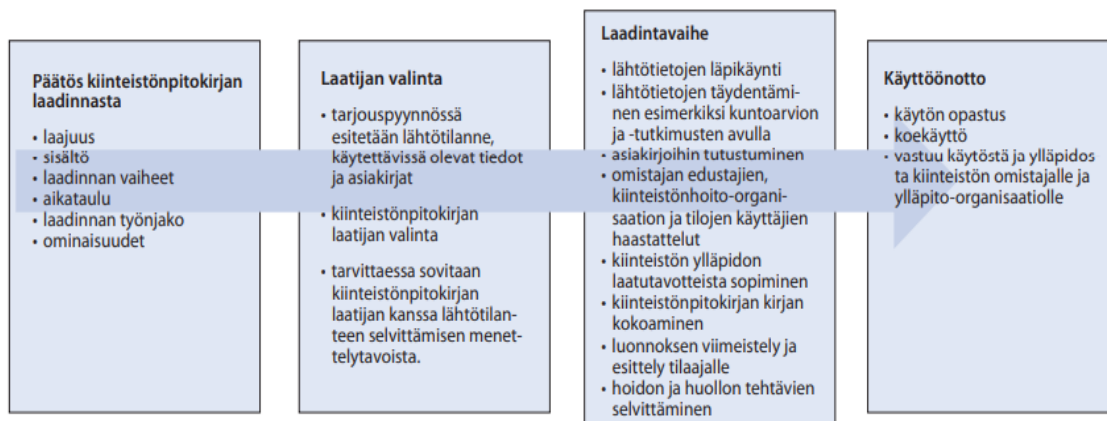 Päätös kiinteistönpitokirjan
laadinnasta
• laajuus
• sisältö
• laadinnan vaiheet
• aikataulu
• laadinnan työnjako
• ominaisuudet
Laatijan valinta
• tarjouspyynnössä
esitetään lähtötilanne,
käytettävissä olevat tiedot
ja asiakirjat
• kiinteistönpitokirjan
laatijan valinta
• tarvittaessa sovitaan
kiinteistönpitokirjan
laatijan kanssa lähtötilan-
teen selvittämisen menet-
telytavoista.
Laadintavaihe
• lähtötietojen läpikäynti
• lähtötietojen täydentämi-
nen esimerkiksi kuntoarvion
ja -tutkimusten avulla
• asiakirjoihin tutustuminen
• omistajan edustajien,
kiinteistönhoito-organi-
saation ja tilojen käyttäjien
haastattelut
• kiinteistön ylläpidon
laatutavotteista sopiminen
• kiinteistönpitokirjan kirjan
kokoaminen
• luonnoksen viimeistely ja
esittely tilaajalle
• hoidon ja huollon tehtävien
selvittäminen
Käyttöönotto
• käytön opastus
• koekäyttö
• vastuu käytöstä ja ylläpidos
ta kiinteistön omistajalle ja
ylläpito-organisaatiolle